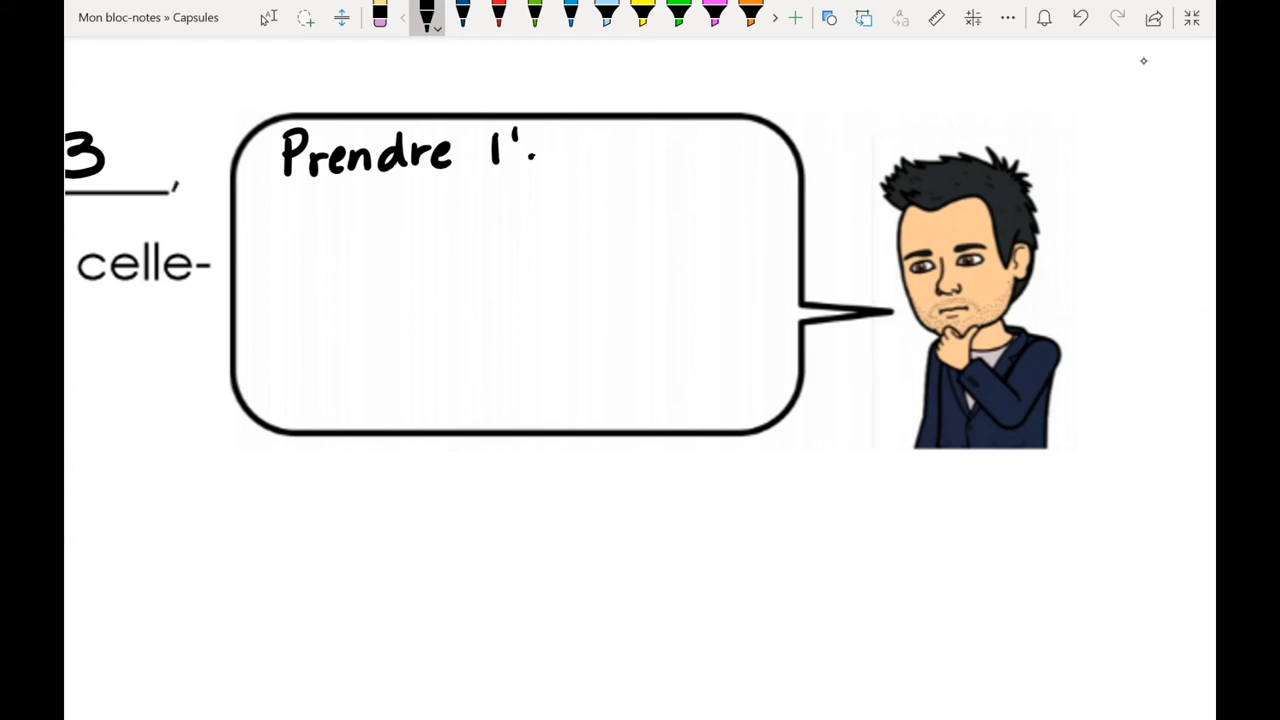 Mon bloc-notes » Capsules
Prendre l'.
3,
celle-